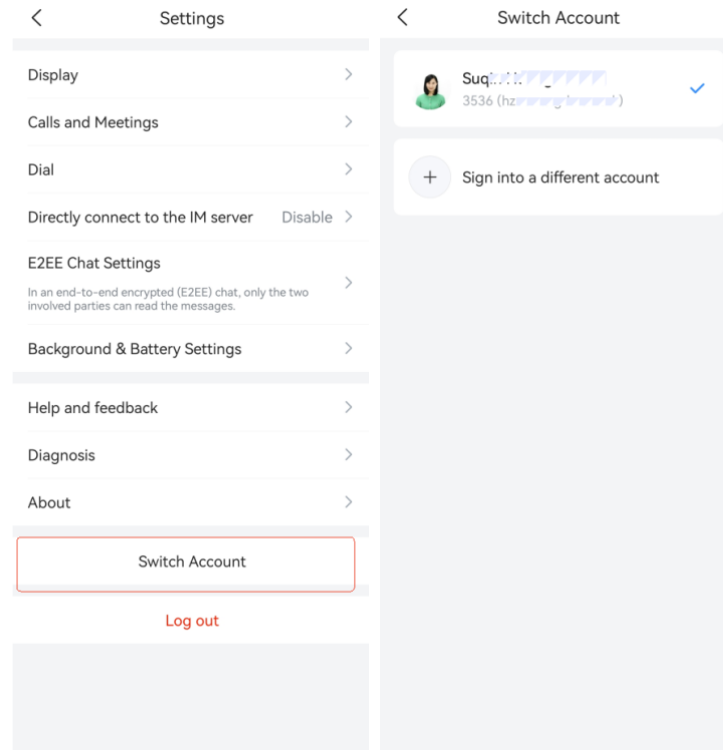 Settings
Display
Calls and Meetings
Dial
Directly connect to the IM server Disable
E2EE Chat Settings
In an end-to-end encrypted (E2EE) chat, only the two
involved parties can read the messages.
Background & Battery Settings
Help and feedback
Diagnosis
About
Switch Account
Log out
Switch Account
3536
Sign into a different account